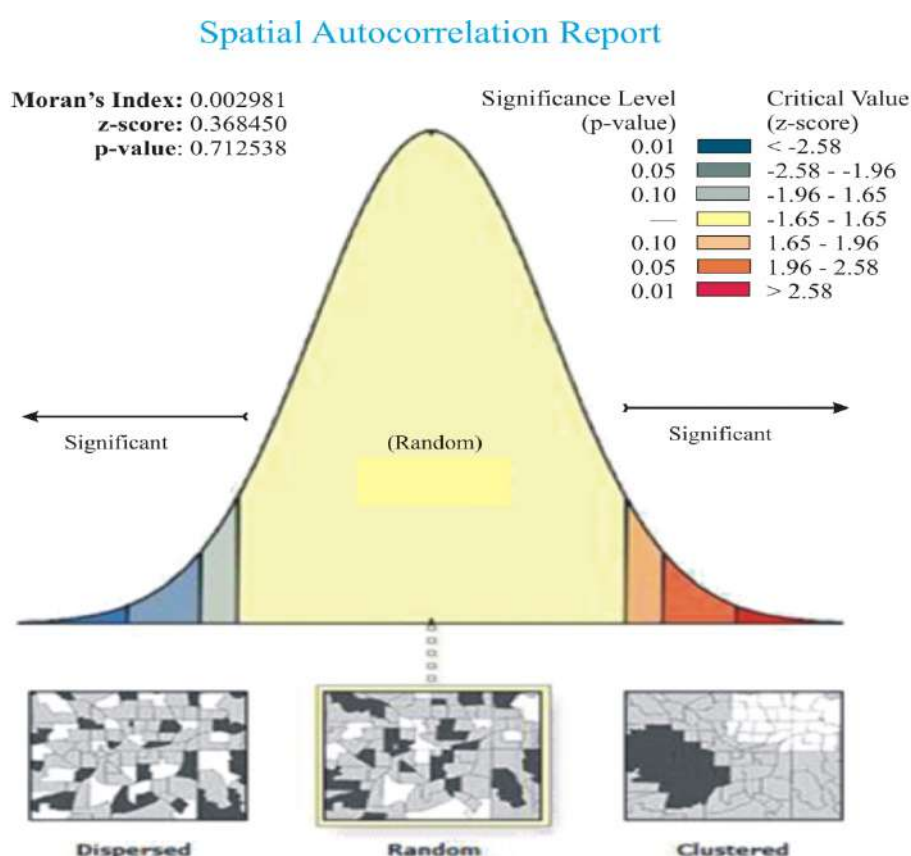 Spatial Autocorrelation Report
Moran's Index: 0.002981
z-score: 0.368450
p-value: 0.712538
Significance Level Critical Value
(p-value) (z-score)
0.01 < -2.58
0.05 -2.58 - -1.96
0.10 -1.96 - 1.65
— -1.65 - 1.65
0.10 1.65 - 1.96
0.05 1.96 - 2.58
0.01 > 2.58
Significant (Random) Significant
Dispersed Random Clustered